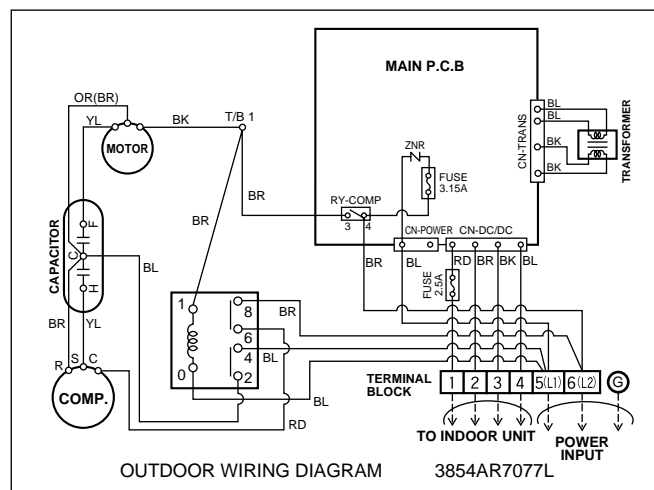 MAIN P.C.B
OR(BR)
YL
BK
T/B 1
MOTOR
BL
BL
BK
BK
CN-TRANS
TRANSFORMER
ZNR
FUSE
3.15A
RY-COMP
3 4
BR
BR
CAPACITOR
F
C
H
BL
CN-POWER CN-DC/DC
BR
BL
RD
BR
BK
BL
FUSE
2.5A
BR
YL
R
S
C
COMP.
1
0
8
6
4
2
BR
BL
BL
RD
TERMINAL
BLOCK
1 2 3 4 5(L1) 6(L2) G
TO INDOOR UNIT
POWER
INPUT
OUTDOOR WIRING DIAGRAM 3854AR7077L